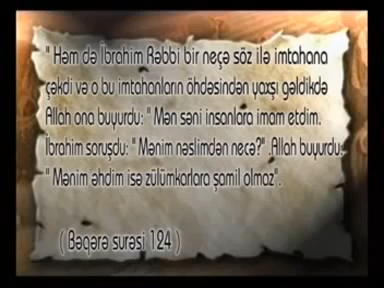 " Həm də İbrahim Rəbbi bir neçə söz ilə imtahana
çəkdi və o bu imtahanların öhdəsindən yaxşı gəldikdə
Allah ona buyurdu: " Mən səni insanlara imam etdim.
İbrahim soruşdu: " Mənim nəslimdən necə?" .Allah buyurdu:
" Mənim əhdim isə zülümkarlara şamil olmaz".
( Bəqərə surəsi 124 )